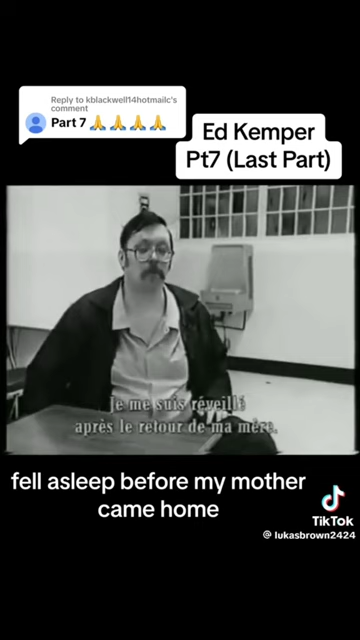 Reply to kblackwell14hotmailc's
comment
Part 7 🙏 🙏 🙏 🙏
Ed Kemper
Pt7 (Last Part)
Je me suis réveillé
après le retour de ma mère.
fell asleep before my mother
came home
TikTok
@ lukasbrown2424